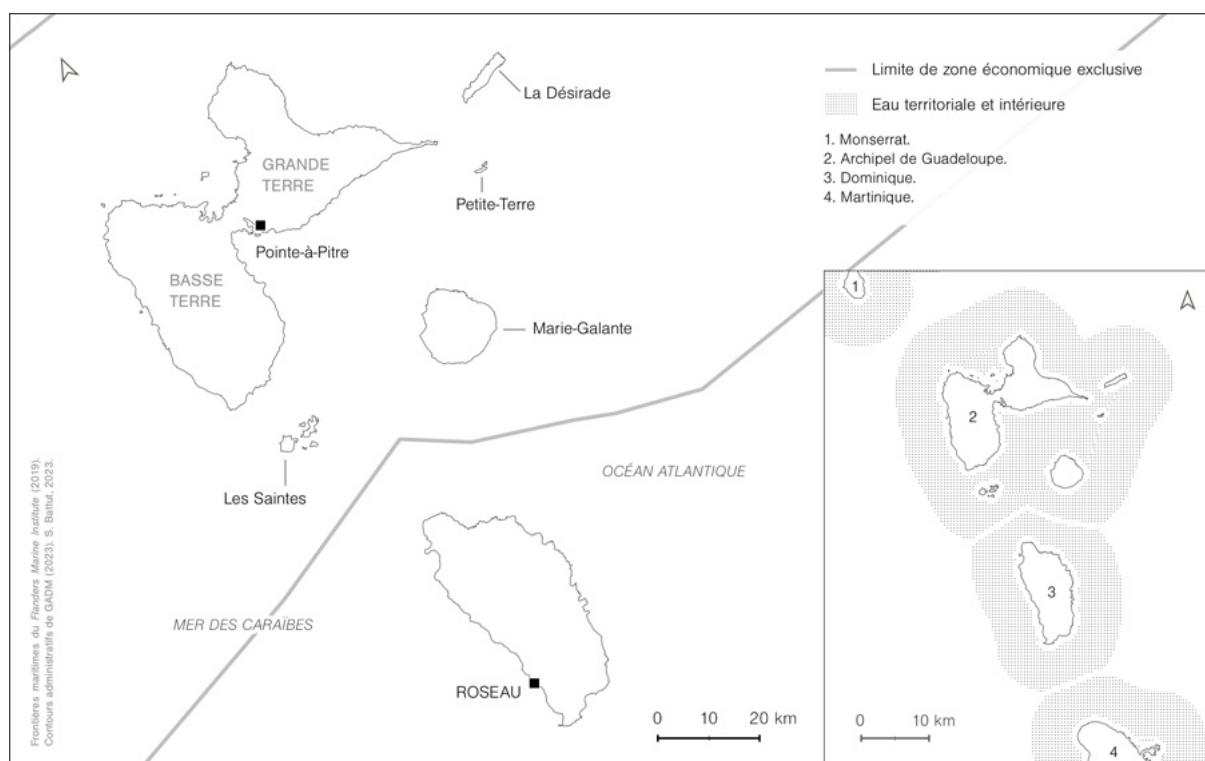 La Désirade
GRANDE
TERRE
Petite-Terre
Pointe-à-Pitre
BASSE
TERRE
Marie-Galante
Les Saintes
OCÉAN ATLANTIQUE
MER DES CARAÏBES
ROSEAU
0 10 20 km
Limite de zone économique exclusive
Eau territoriale et intérieure
1. Monserrat.
2. Archipel de Guadeloupe.
3. Dominique.
4. Martinique.
1
2
3
4
0 10 km
Frontières maritimes du Flanders Marine Institute (2019).
Contours administratifs de GADM (2023). S. Battut, 2023.